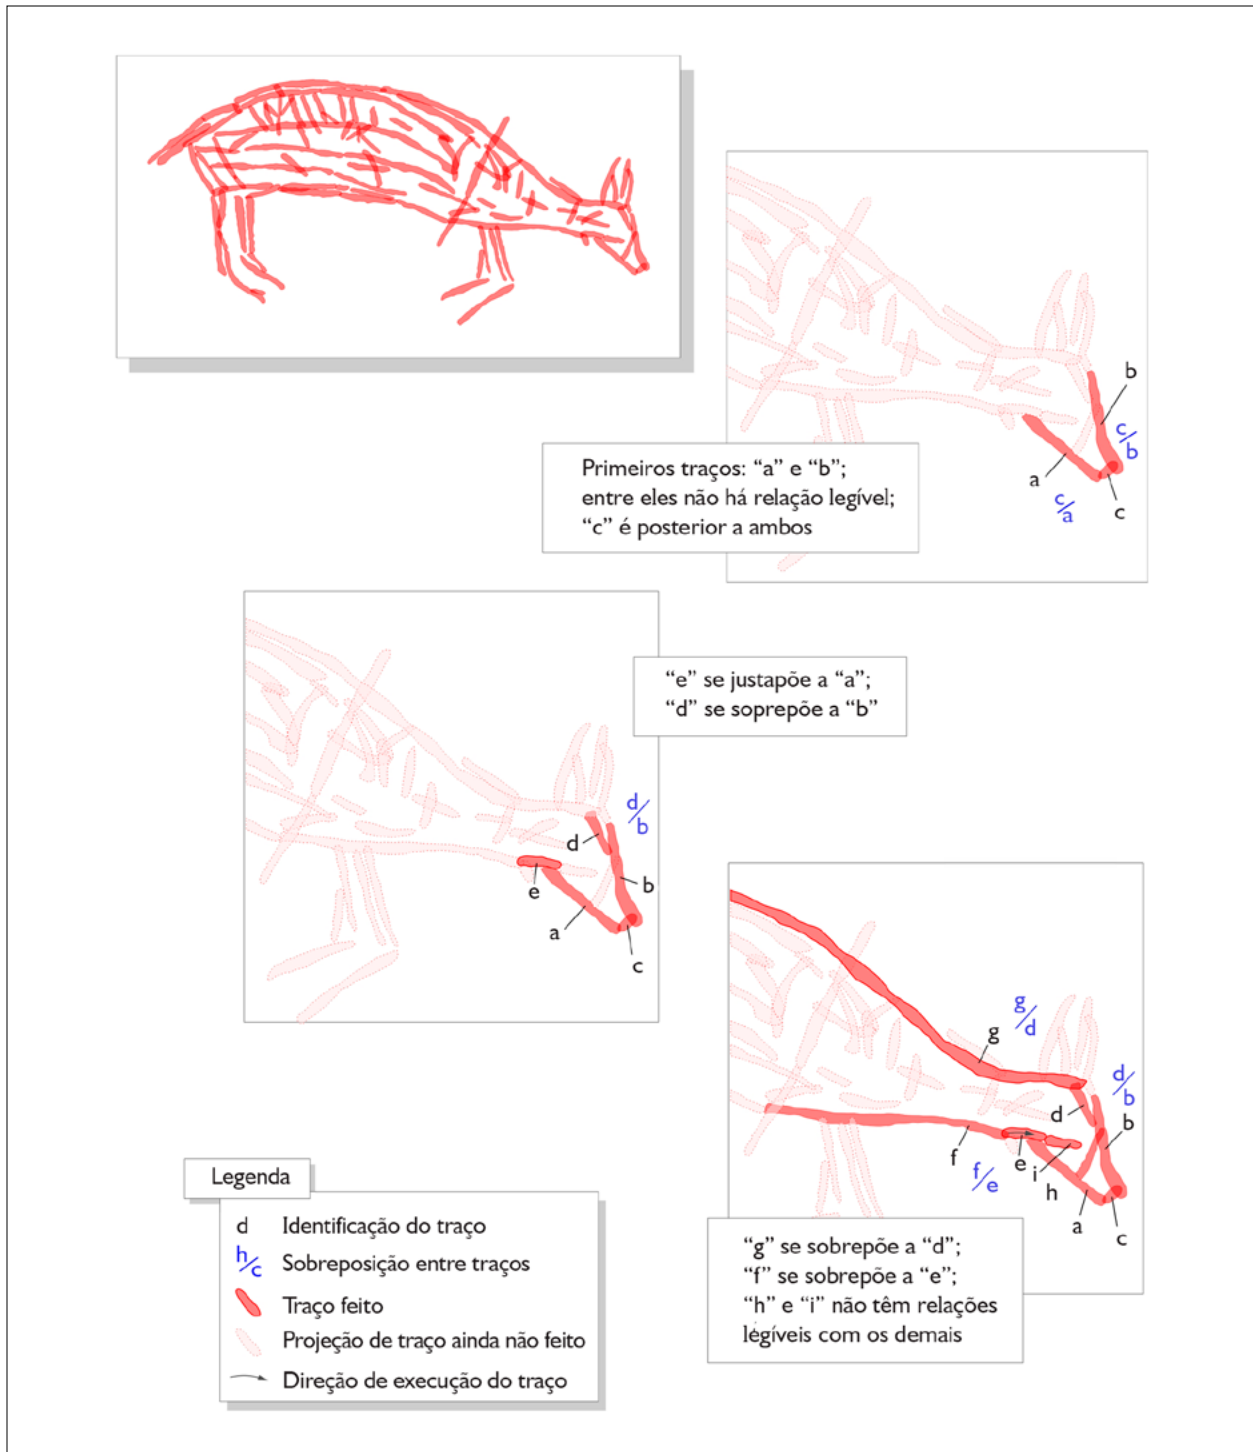 b
c/b
a
c/a
c
Primeiros traços: “a” e “b”;
entre eles não há relação legível;
“c” é posterior a ambos
“e” se justapõe a “a”;
“d” se soprepõe a “b”
d/b
d
b
e
a
c
g/d
g
d/b
d
b
f
e
i
f/e
h
a
c
“g” se sobrepõe a “d”;
“f” se sobrepõe a “e”;
“h” e “i” não têm relações
légíveis com os demais
Legenda
d Identificação do traço
h/c Sobreposição entre traços
Traço feito
Projeção de traço ainda não feito
Direção de execução do traço